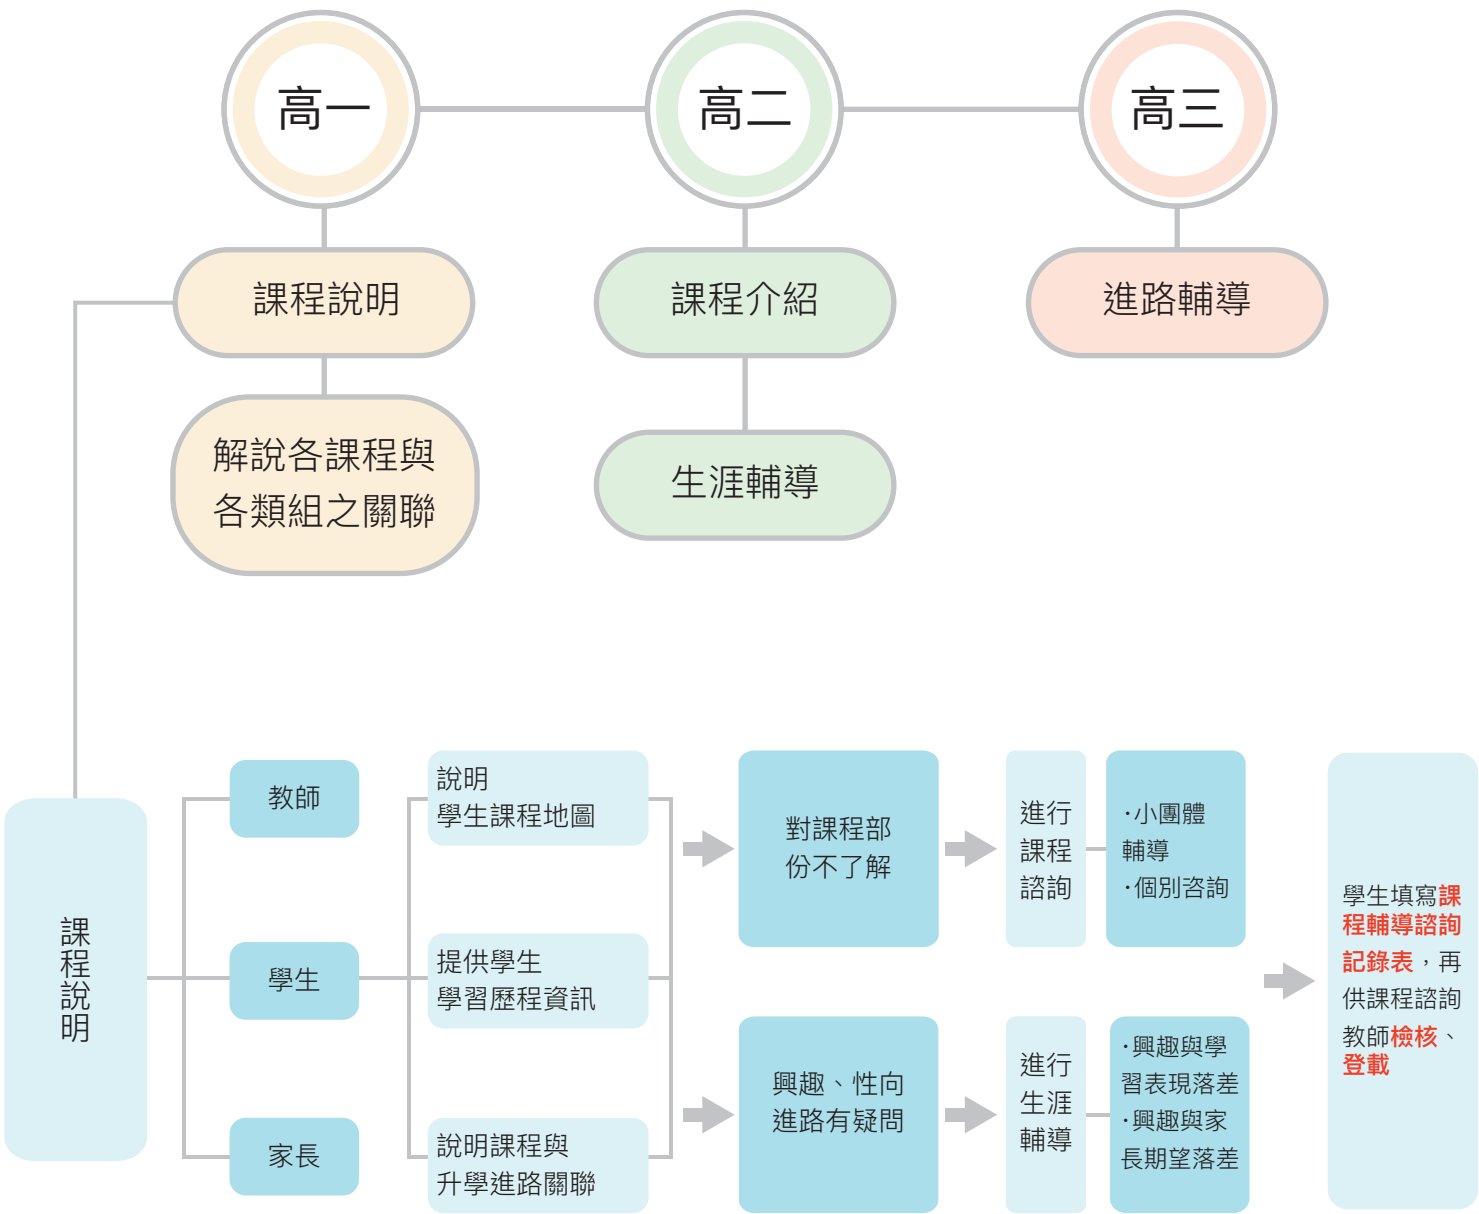 高一
高二
高三
課程說明
課程介紹
進路輔導
解說各課程與
各類組之關聯
生涯輔導
課程說明
教師
學生
家長
說明
學生課程地圖
提供學生
學習歷程資訊
說明課程與
升學進路關聯
對課程部
份不了解
進行
課程
諮詢
·小團體
輔導
·個別咨詢
興趣、性向
進路有疑問
進行
生涯
輔導
·興趣與學
習表現落差
·興趣與家
長期望落差
學生填寫課
程輔導諮詢
記錄表，再
供課程諮詢
教師檢核、
登載